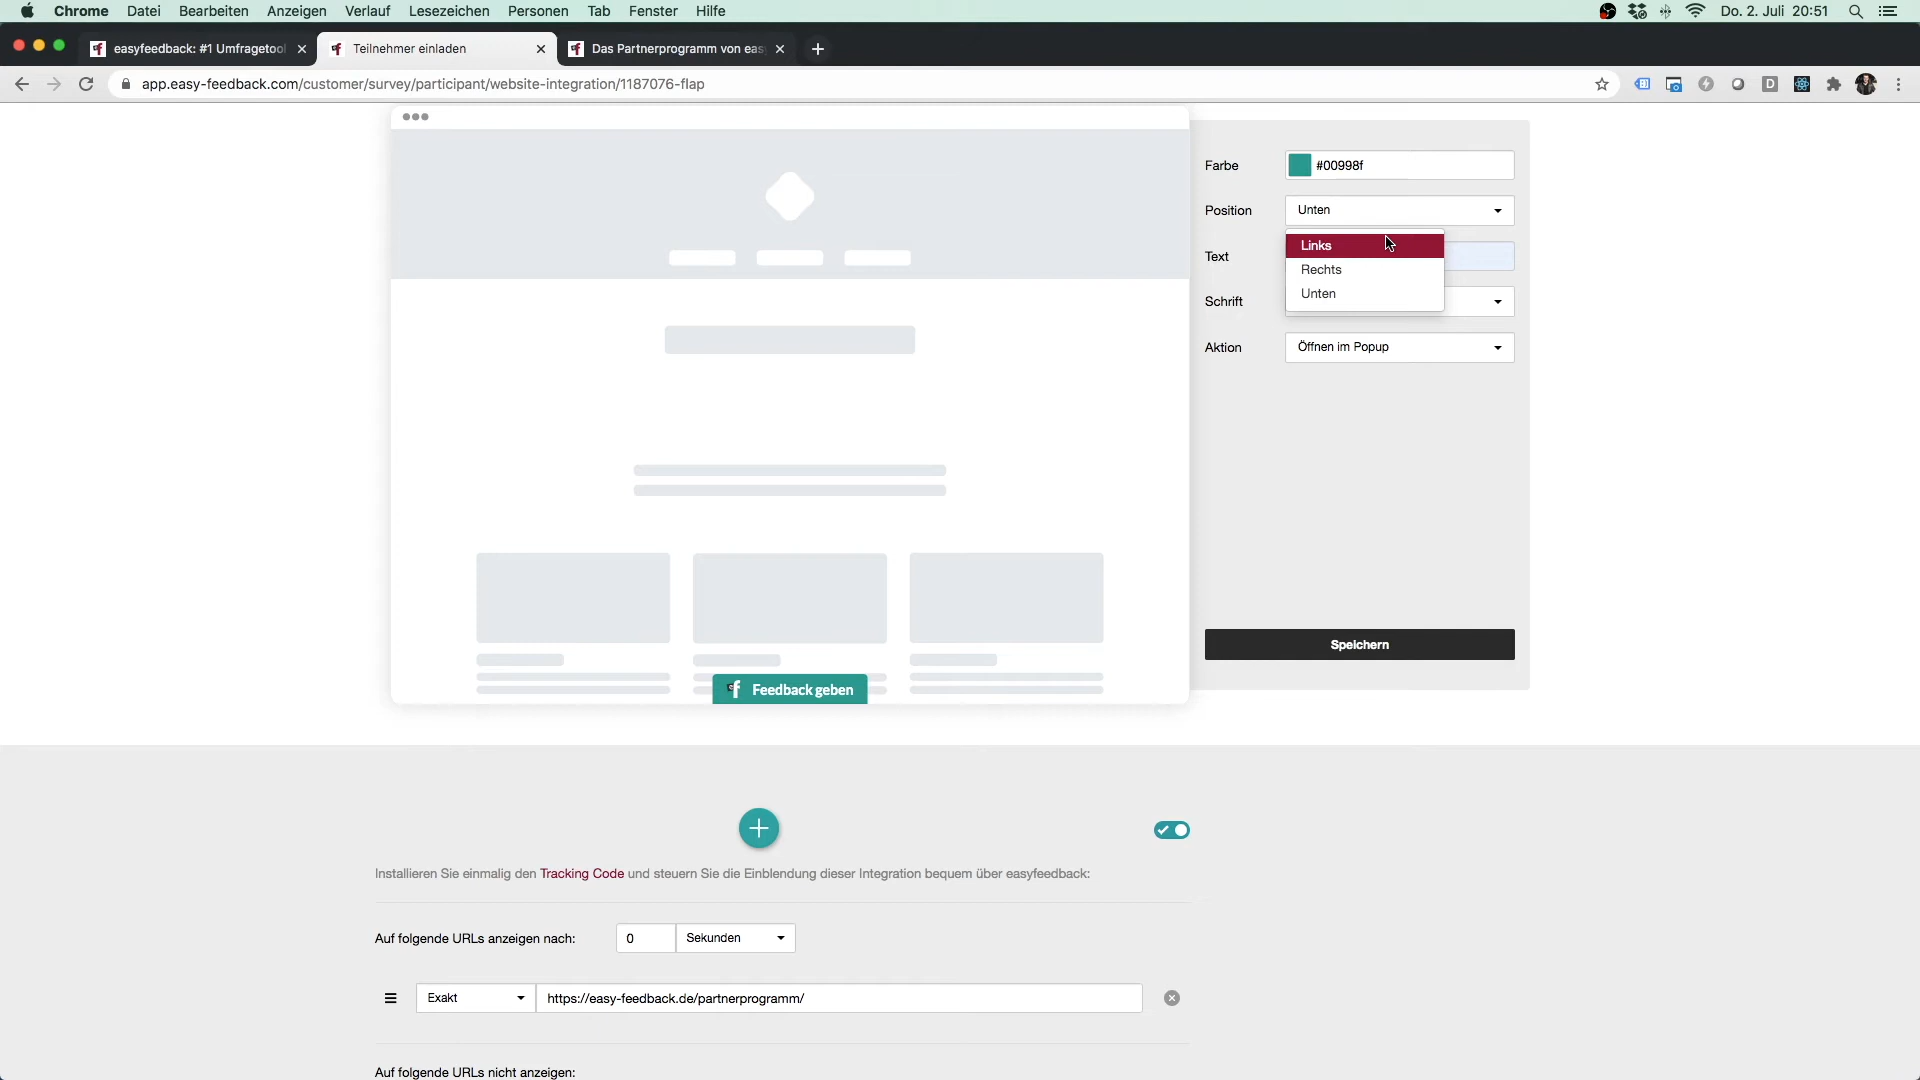 Chrome Datei Bearbeiten Anzeigen Verlauf Lesezeichen Personen Tab Fenster Hilfe Do. 2. Juli 20:51
easyfeedback: #1 Umfragetool Teilnehmer einladen Das Partnerprogramm von eas
app.easy-feedback.com/customer/survey/participant/website-integration/1187076-flap
Farbe #00998f
Position Unten
Links
Text
Rechts
Unten
Schrift
Aktion Öffnen im Popup
Speichern
Feedback geben
Installieren Sie einmalig den Tracking Code und steuern Sie die Einblendung dieser Integration bequem über easyfeedback:
Auf folgende URLs anzeigen nach: 0 Sekunden
Exakt https://easy-feedback.de/partnerprogramm/
Auf folgende URLs nicht anzeigen: